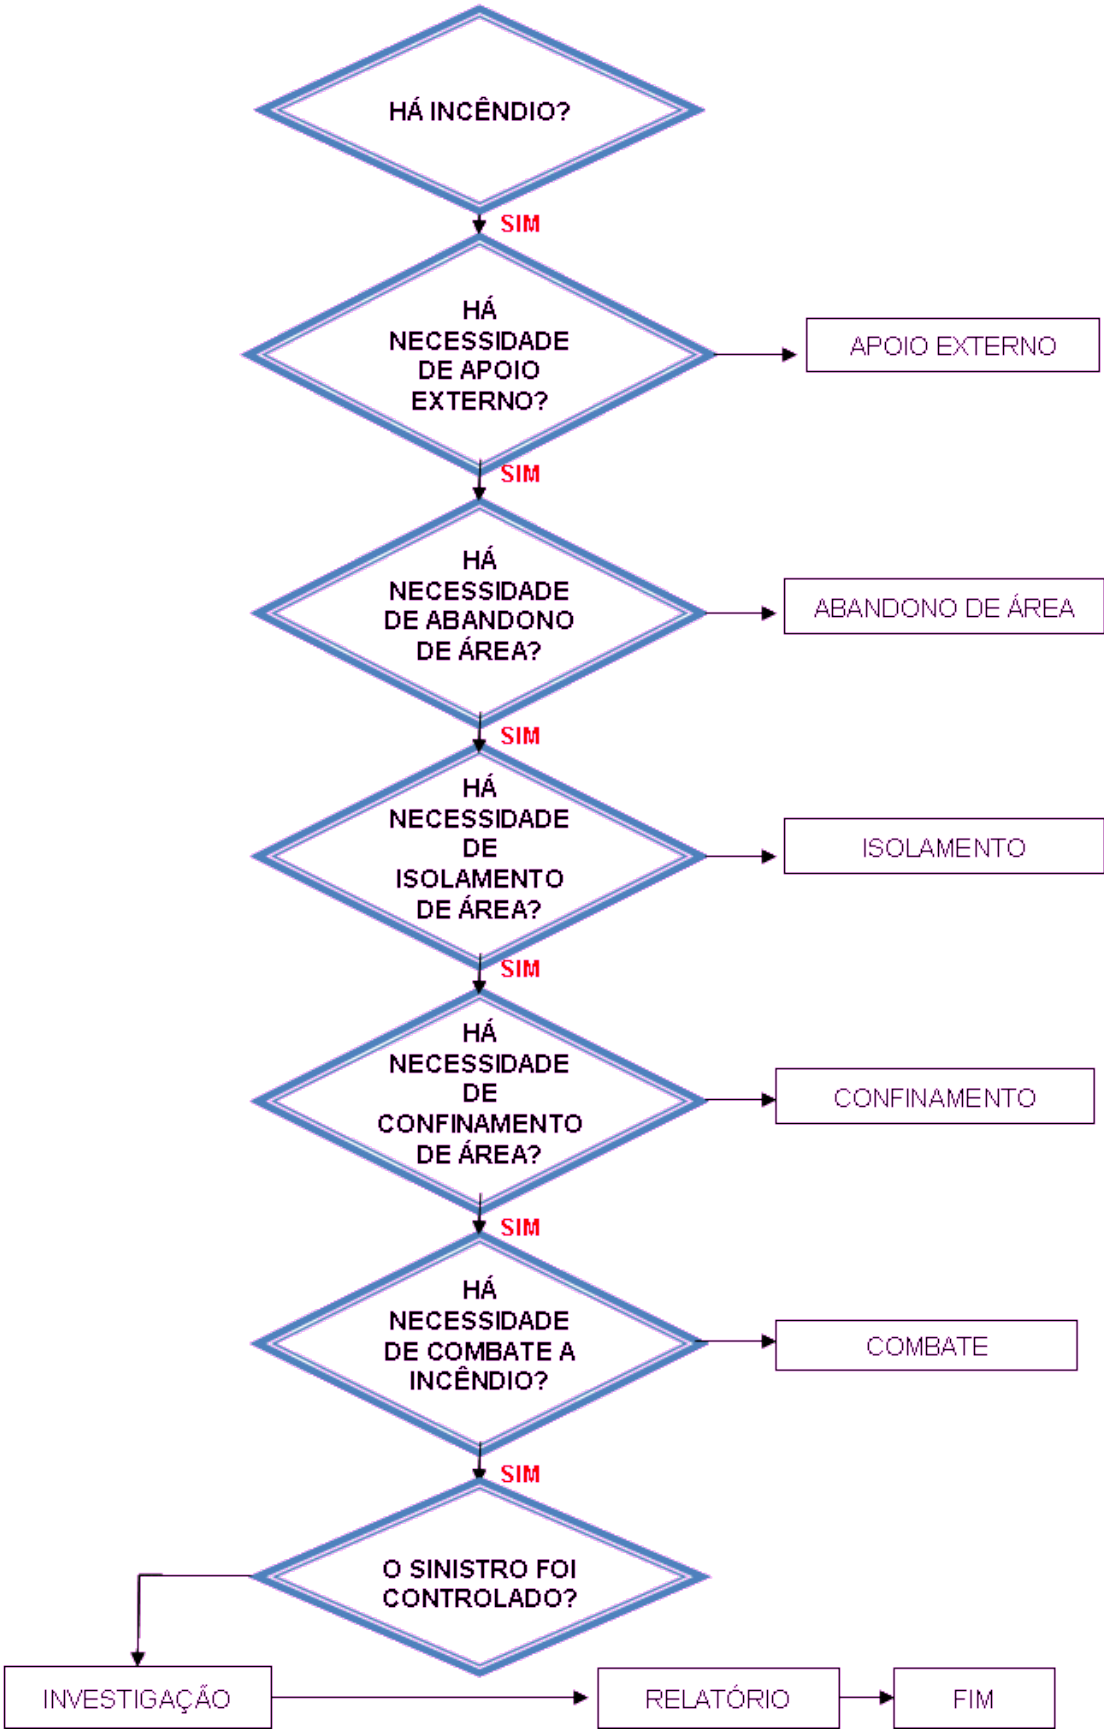 HÁ INCÊNDIO?
SIM
HÁ
NECESSIDADE
DE APOIO
EXTERNO?
APOIO EXTERNO
SIM
HÁ
NECESSIDADE
DE ABANDONO
DE ÁREA?
ABANDONO DE ÁREA
SIM
HÁ
NECESSIDADE
DE
ISOLAMENTO
DE ÁREA?
ISOLAMENTO
SIM
HÁ
NECESSIDADE
DE
CONFINAMENTO
DE ÁREA?
CONFINAMENTO
SIM
HÁ
NECESSIDADE
DE COMBATE A
INCÊNDIO?
COMBATE
SIM
O SINISTRO FOI
CONTROLADO?
INVESTIGAÇÃO
RELATÓRIO
FIM